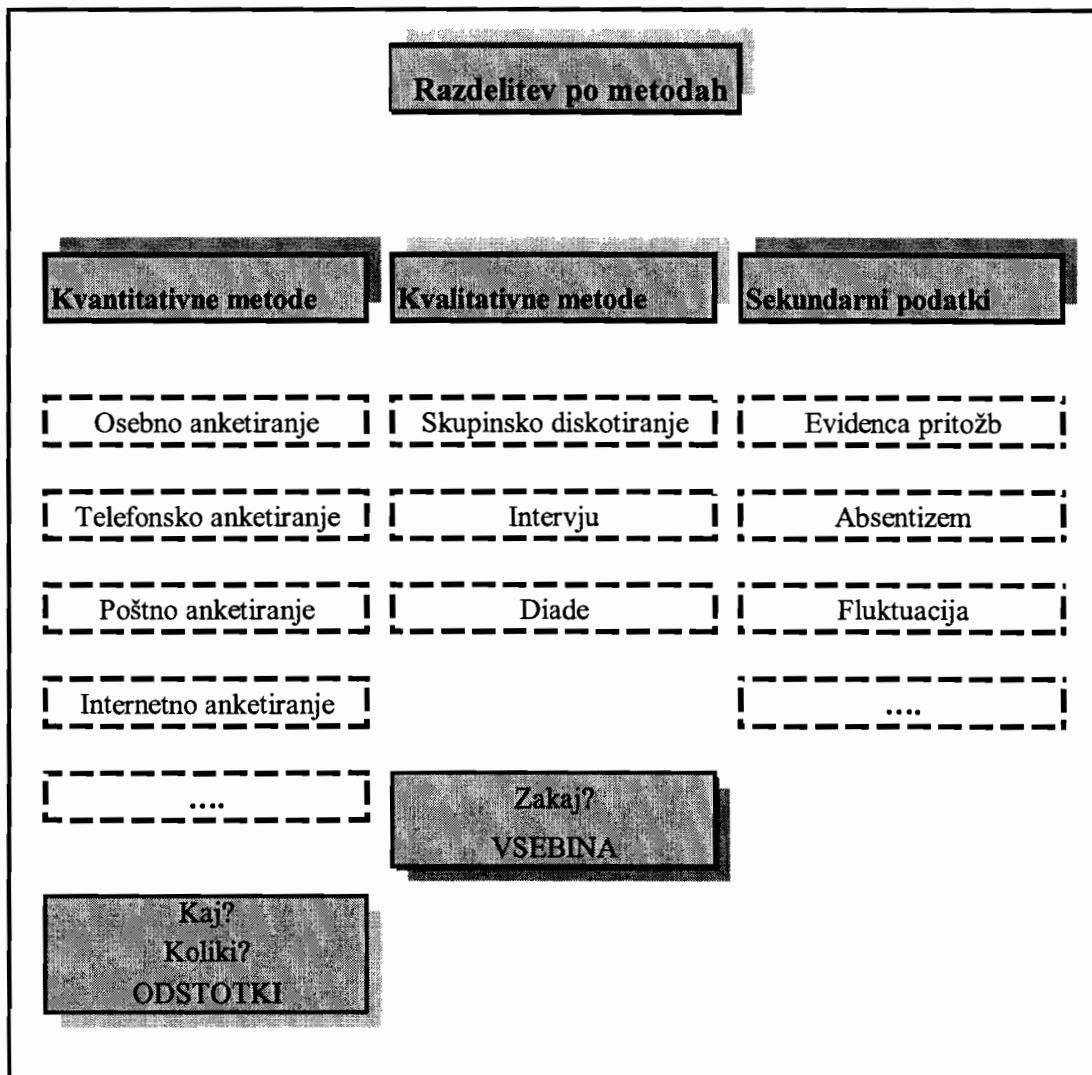 Razdelitev po metodah
Kvantitativne metode
Kvalitativne metode
Sekundarni podatki
Osebno anketiranje
Skupinsko diskotiranje
Evidenca pritožb
Telefonsko anketiranje
Intervju
Absentizem
Poštno anketiranje
Diade
Fluktuacija
Internetno anketiranje
....
....
Zakaj?
VSEBINA
Kaj?
Koliki?
ODSTOTKI